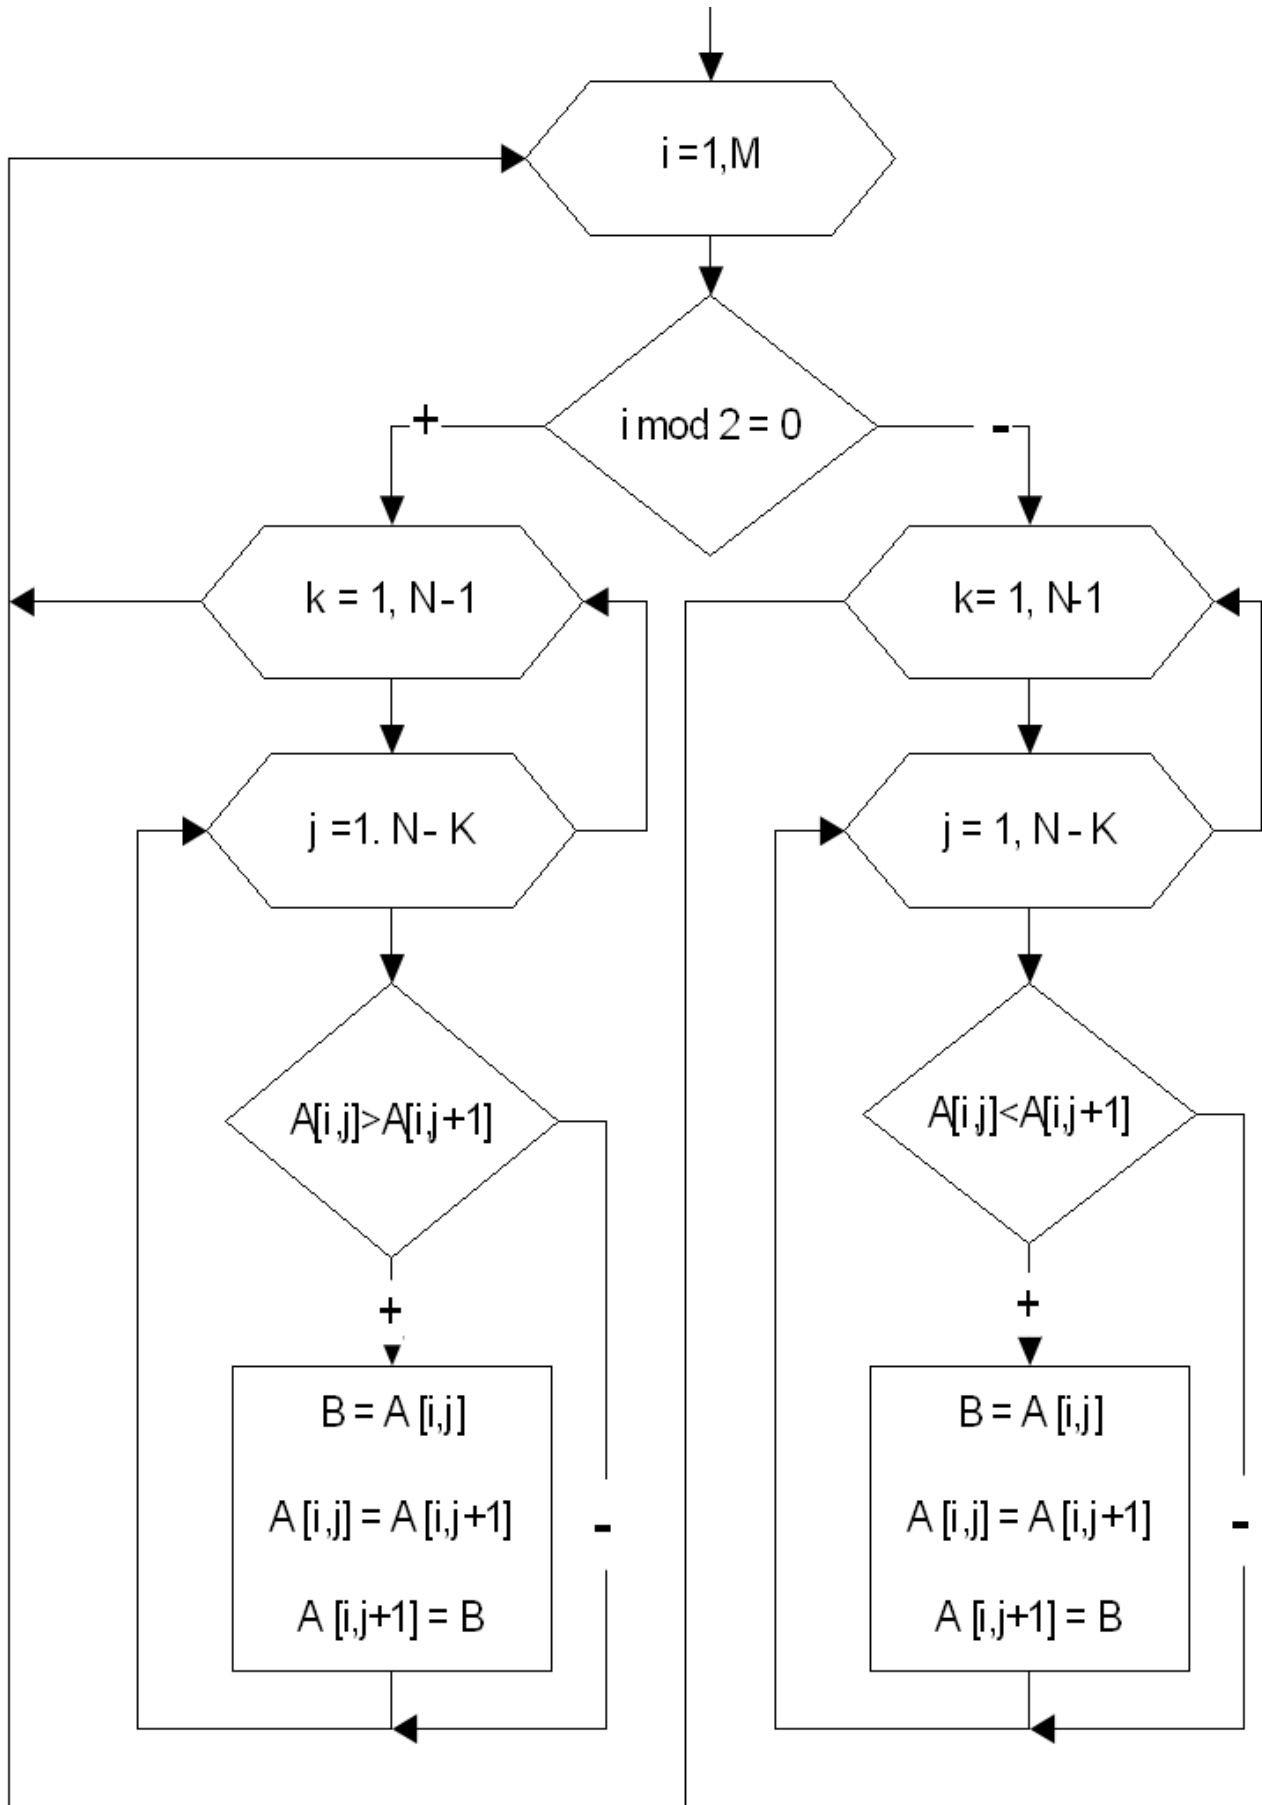 i = 1,M
i mod 2 = 0
+
-
k = 1, N-1
k= 1, N-1
j =1. N- K
j = 1, N - K
A[i,j]>A[i,j+1]
A[i,j]<A[i,j+1]
+
+
B = A [i,j]
A [i,j] = A [i,j+1]
A [i,j+1] = B
-
B = A [i,j]
A [i,j] = A [i,j+1]
A [i,j+1] = B
-